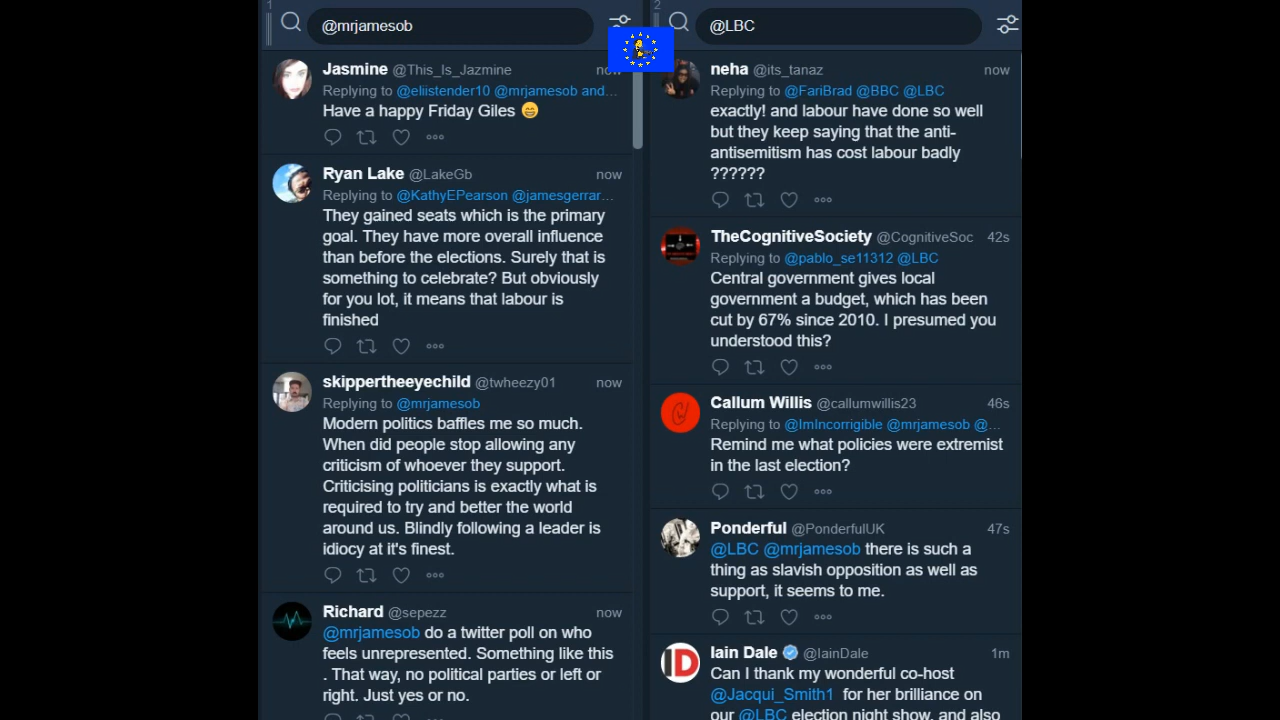 1
@mrjamesob
Jasmine @This_Is_Jazmine now
Replying to @eliistender10 @mrjamesob and...
Have a happy Friday Giles 😁
Ryan Lake @LakeGb now
Replying to @KathyEPearson @jamesgerrar...
They gained seats which is the primary
goal. They have more overall influence
than before the elections. Surely that is
something to celebrate? But obviously
for you lot, it means that labour is
finished
skippertheeyechild @twheezy01 now
Replying to @mrjamesob
Modern politics baffles me so much.
When did people stop allowing any
criticism of whoever they support.
Criticising politicians is exactly what is
required to try and better the world
around us. Blindly following a leader is
idiocy at it's finest.
Richard @sepezz now
@mrjamesob do a twitter poll on who
feels unrepresented. Something like this
. That way, no political parties or left or
right. Just yes or no.
2
@LBC
neha @its_tanaz now
Replying to @FariBrad @BBC @LBC
exactly! and labour have done so well
but they keep saying that the anti-
antisemitism has cost labour badly
??????
TheCognitiveSociety @CognitiveSoc 42s
Replying to @pablo_se11312 @LBC
Central government gives local
government a budget, which has been
cut by 67% since 2010. I presumed you
understood this?
Callum Willis @callumwillis23 46s
Replying to @ImIncorrigible @mrjamesob @...
Remind me what policies were extremist
in the last election?
Ponderful @PonderfulUK 47s
@LBC @mrjamesob there is such a
thing as slavish opposition as well as
support, it seems to me.
ID
Iain Dale @IainDale 1m
Can I thank my wonderful co-host
@Jacqui_Smith1 for her brilliance on
our @LBC election night show, and also